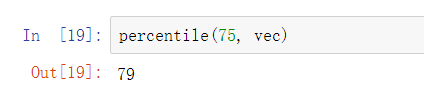 In [19]: percentile(75, vec)
Out[19]: 79